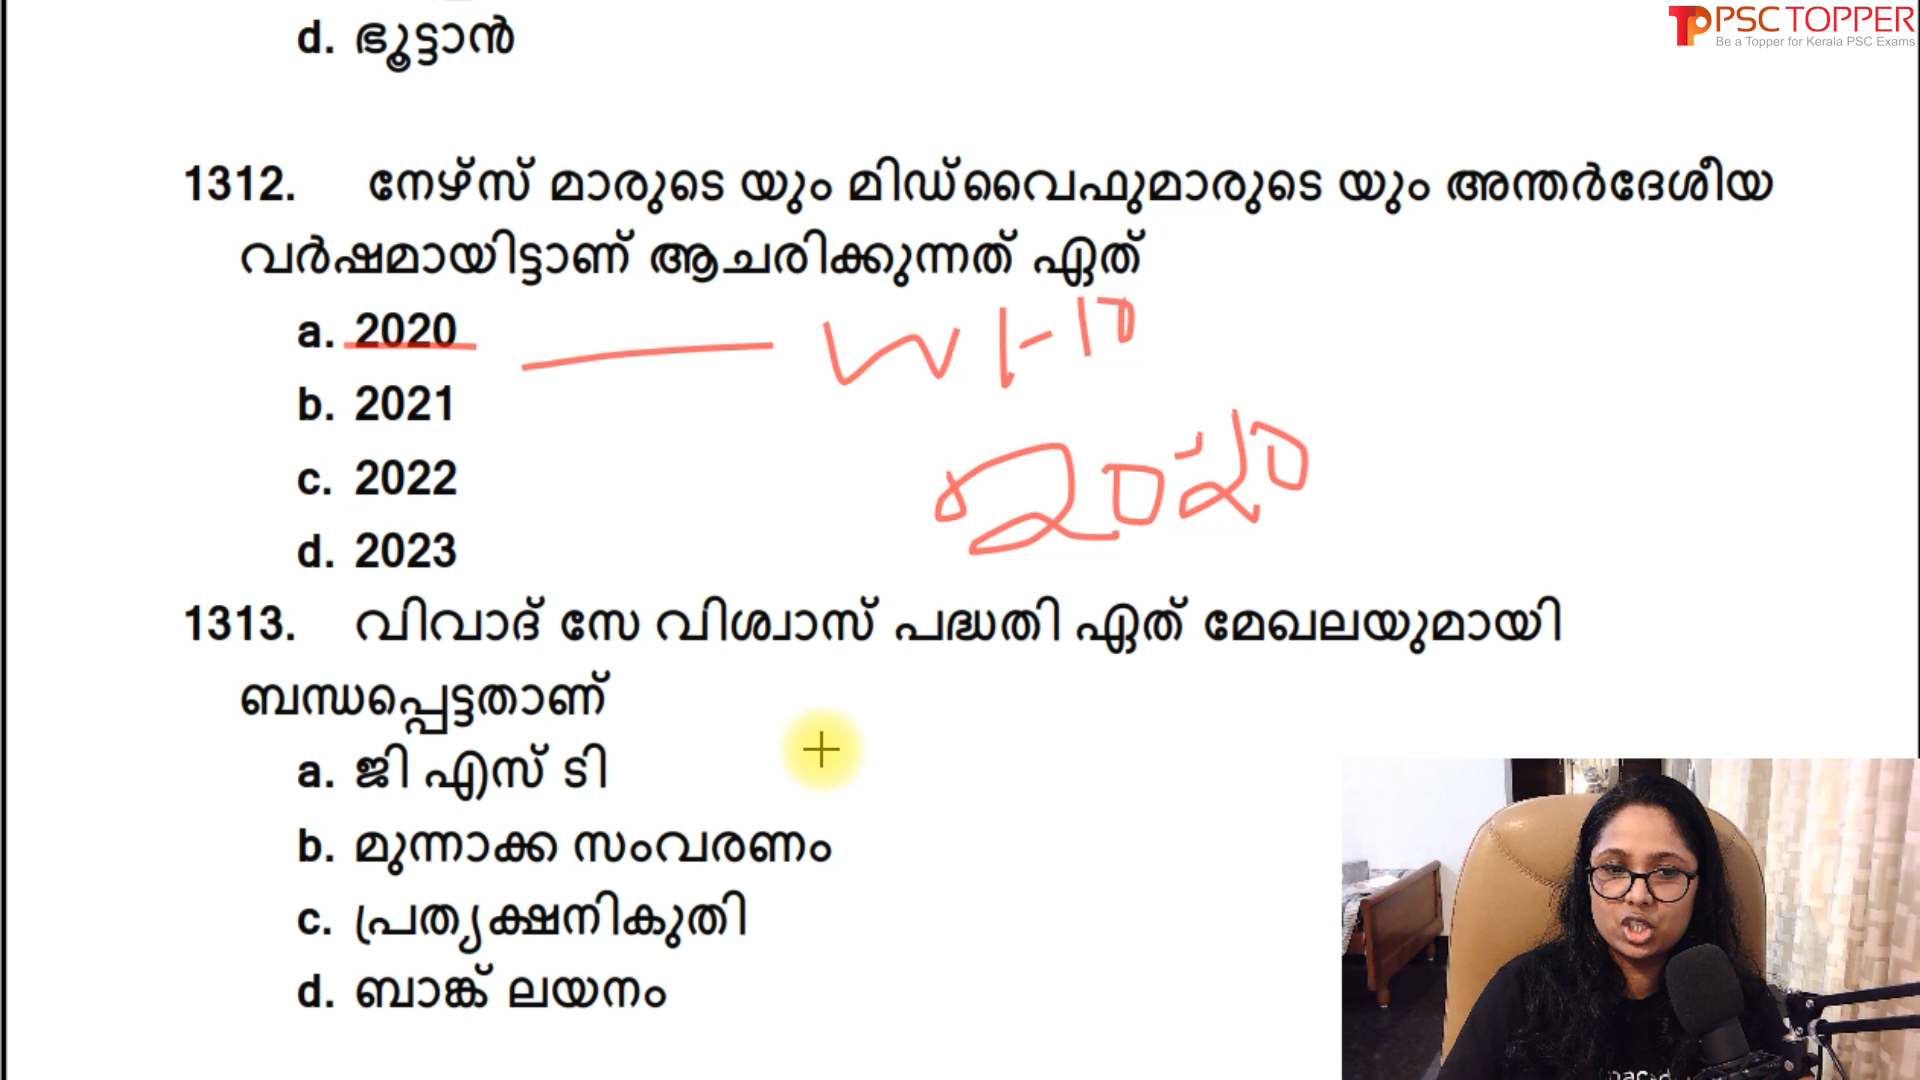 PSC TOPPER
Be a Topper for Kerala PSC Exams
d. ഭൂട്ടാൻ
1312. നേഴ്സ് മാരുടെ യും മിഡ്‌വൈഫുമാരുടെ യും അന്തർദേശീയ
വർഷമായിട്ടാണ് ആചരിക്കുന്നത് ഏത്
a. 2020
b. 2021
c. 2022
d. 2023
2020
1313. വിവാദ് സേ വിശ്വാസ് പദ്ധതി ഏത് മേഖലയുമായി
ബന്ധപ്പെട്ടതാണ്
a. ജി എസ് ടി
b. മുന്നാക്ക സംവരണം
c. പ്രത്യക്ഷനികുതി
d. ബാങ്ക് ലയനം